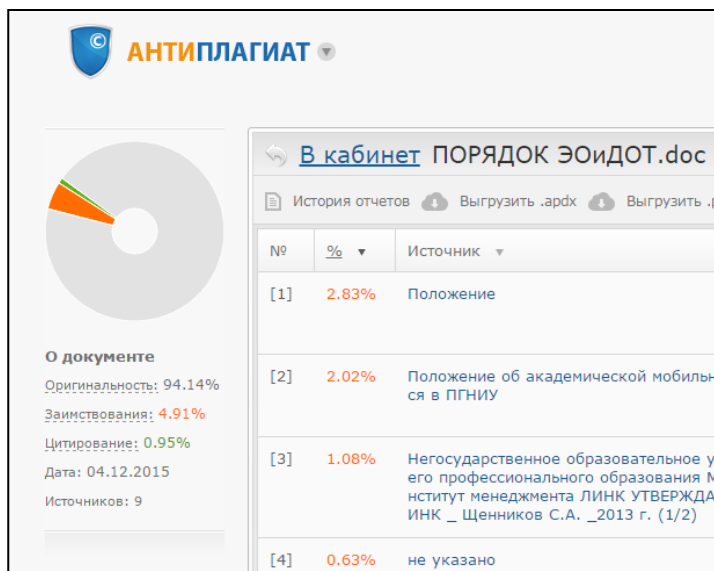 ©
АНТИПЛАГИАТ
В кабинет ПОРЯДОК ЭОиДОТ.doc
История отчетов Выгрузить .apdx Выгрузить
№ % Источник
[1] 2.83% Положение
[2] 2.02% Положение об академической мобильн
ся в ПГНИУ
[3] 1.08% Негосударственное образовательное у
его профессионального образования М
нститут менеджмента ЛИНК УТВЕРЖДА
ИНК _ Щенников С.А. _2013 г. (1/2)
[4] 0.63% не указано
О документе
Оригинальность: 94.14%
Заимствования: 4.91%
Цитирование: 0.95%
Дата: 04.12.2015
Источников: 9